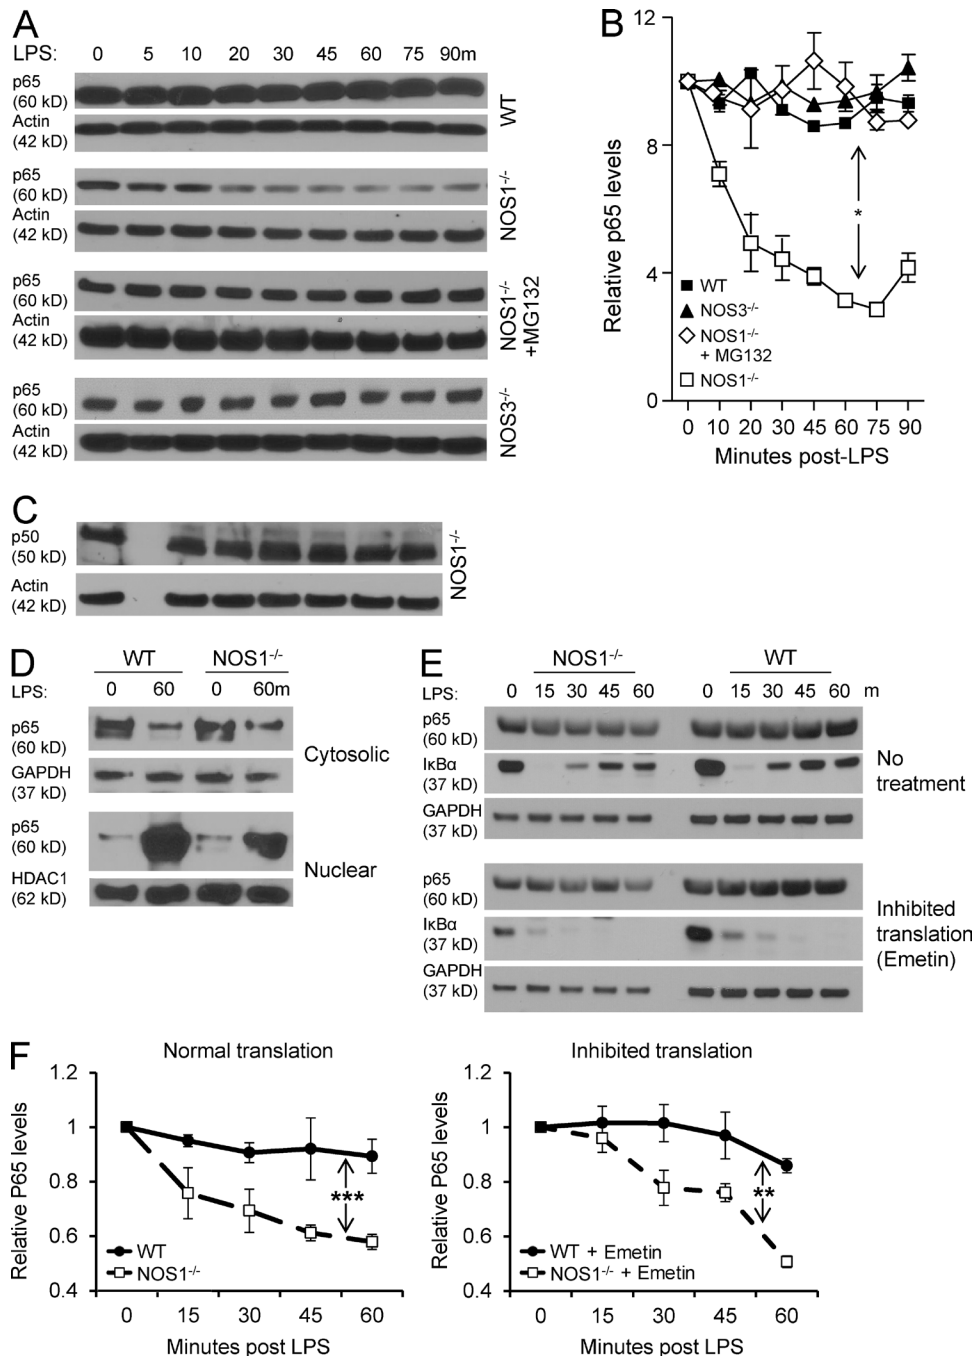 A
LPS: 0 5 10 20 30 45 60 75 90m
p65
(60 kD)
Actin
(42 kD)
WT
p65
(60 kD)
Actin
(42 kD)
NOS1-/-
p65
(60 kD)
Actin
(42 kD)
NOS1-/-
+MG132
p65
(60 kD)
Actin
(42 kD)
NOS3-/-
B
12
8
4
0
Relative p65 levels
*
WT
NOS3-/-
NOS1-/-
+ MG132
NOS1-/-
0 10 20 30 45 60 75 90
Minutes post-LPS
C
p50
(50 kD)
Actin
(42 kD)
NOS1-/-
D
WT NOS1-/-
LPS: 0 60 0 60m
p65
(60 kD)
GAPDH
(37 kD)
Cytosolic
p65
(60 kD)
HDAC1
(62 kD)
Nuclear
E
NOS1-/- WT
LPS: 0 15 30 45 60 0 15 30 45 60 m
p65
(60 kD)
IκBα
(37 kD)
GAPDH
(37 kD)
No
treatment
p65
(60 kD)
IκBα
(37 kD)
GAPDH
(37 kD)
Inhibited
translation
(Emetin)
F
Normal translation
1.2
1
0.8
0.6
0.4
Relative P65 levels
***
WT
NOS1-/-
0 15 30 45 60
Minutes post LPS
Inhibited translation
1.2
1
0.8
0.6
0.4
Relative P65 levels
**
WT + Emetin
NOS1-/- + Emetin
0 15 30 45 60
Minutes post LPS